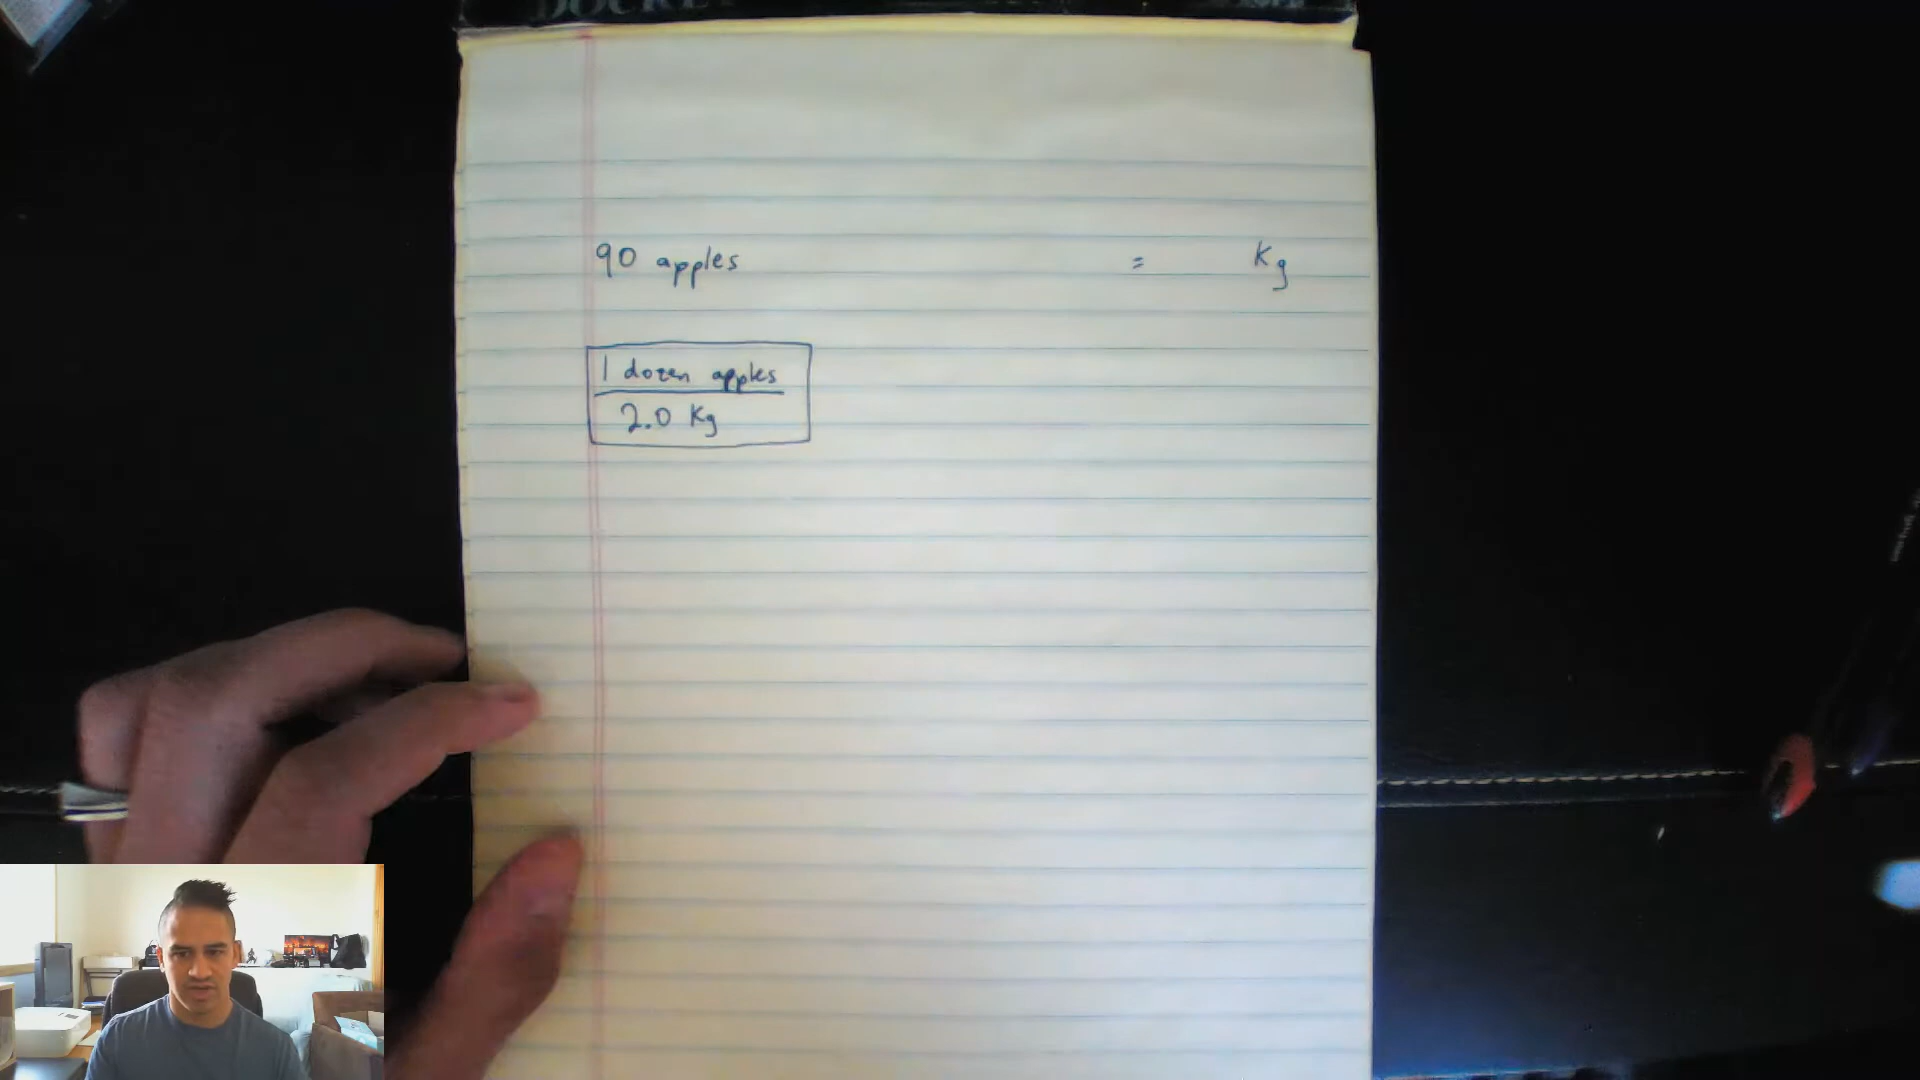 90 apples = Kg
1 dozen apples
2.0 Kg